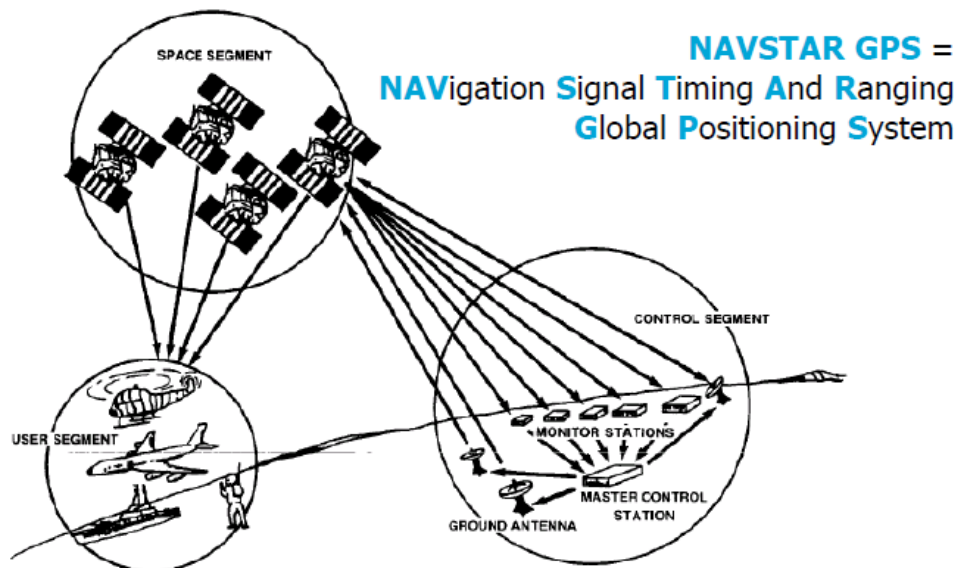 SPACE SEGMENT
NAVSTAR GPS =
NAVigation Signal Timing And Ranging
Global Positioning System
CONTROL SEGMENT
USER SEGMENT
MONITOR STATIONS
MASTER CONTROL
STATION
GROUND ANTENNA